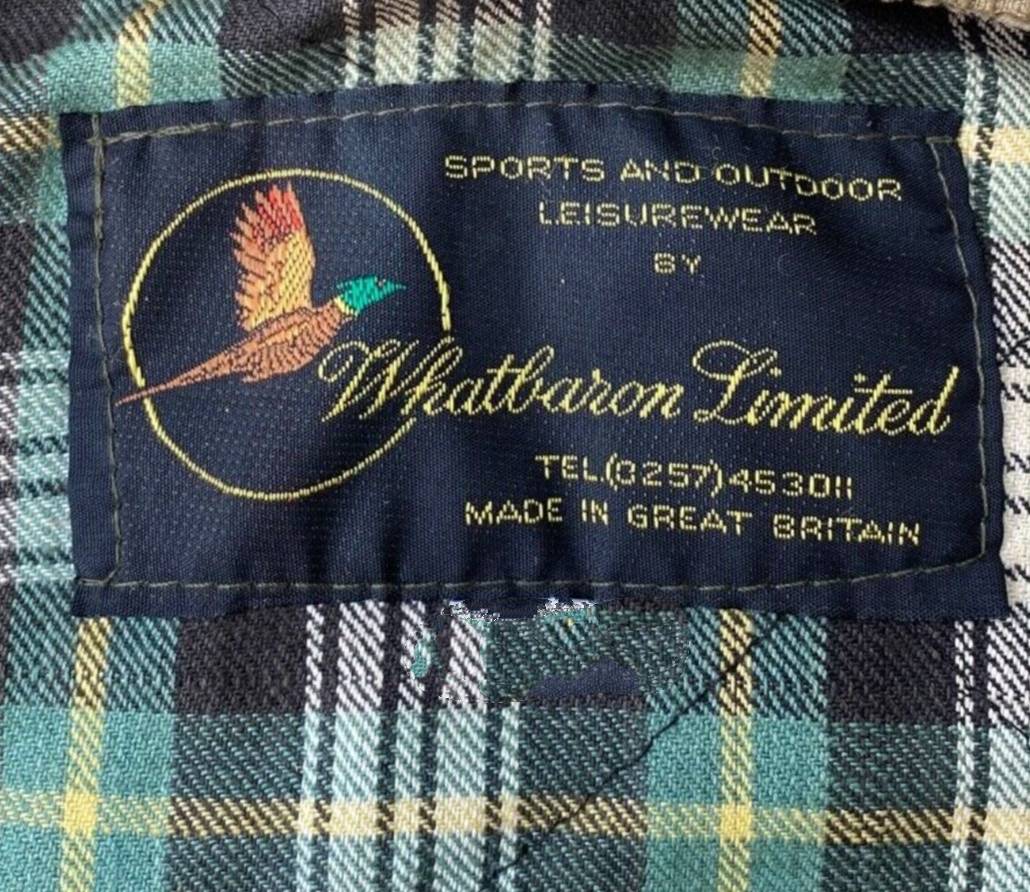 SPORTS AND OUTDOOR
LEISUREWEAR
BY
Whatbaron Limited
TEL.(0257)453011
MADE IN GREAT BRITAIN